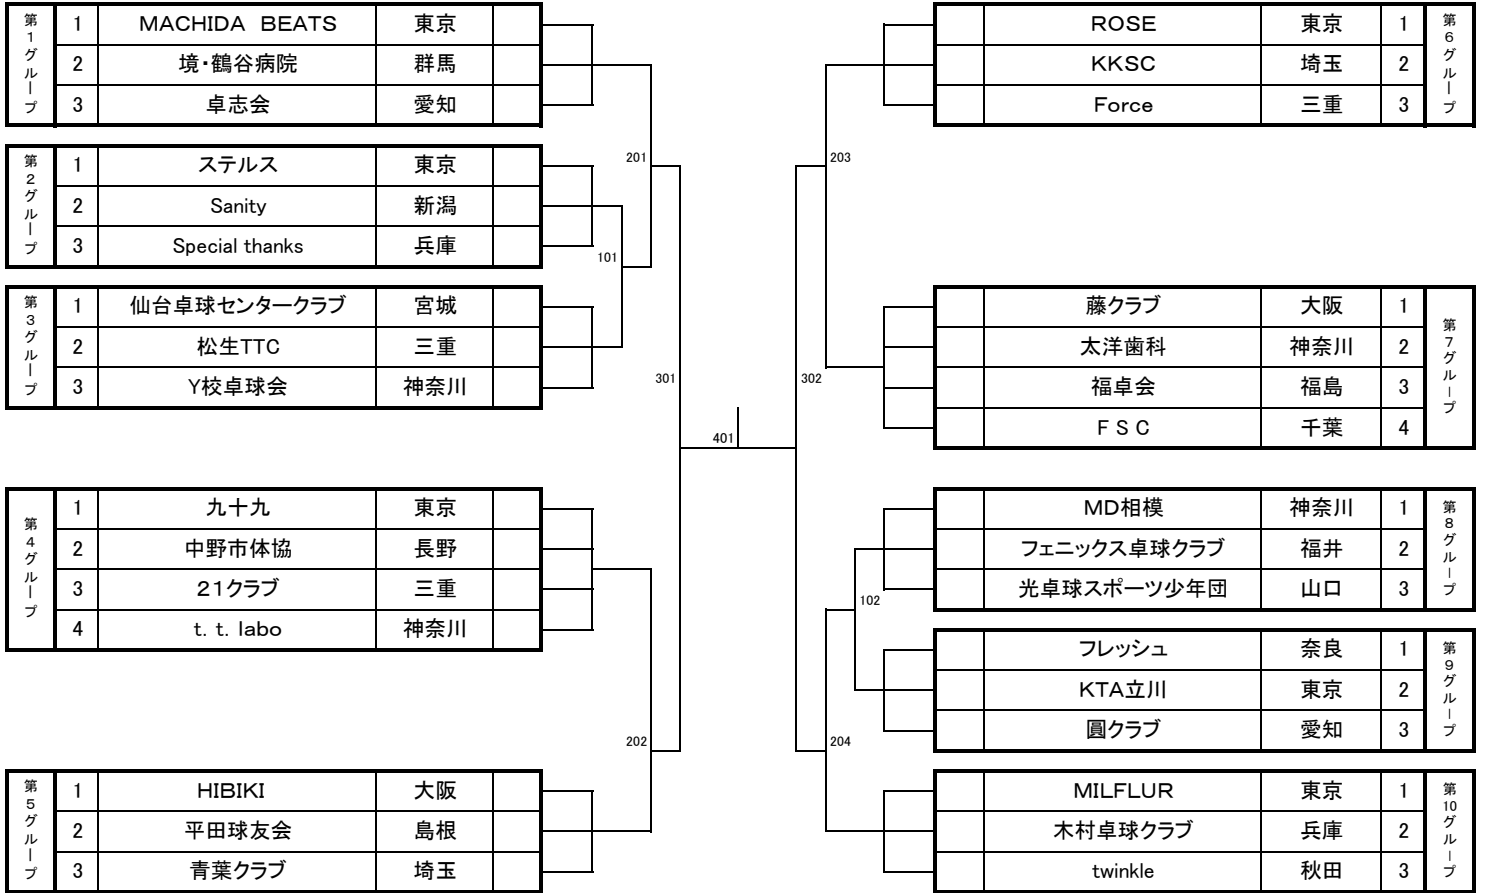 第1グループ
1 MACHIDA BEATS 東京
2 境・鶴谷病院 群馬
3 卓志会 愛知
第2グループ
1 ステルス 東京
2 Sanity 新潟
3 Special thanks 兵庫
第3グループ
1 仙台卓球センタークラブ 宮城
2 松生TTC 三重
3 Y校卓球会 神奈川
第4グループ
1 九十九 東京
2 中野市体協 長野
3 21クラブ 三重
4 t. t. labo 神奈川
第5グループ
1 HIBIKI 大阪
2 平田球友会 島根
3 青葉クラブ 埼玉
201
101
301
202
401
203
302
102
204
ROSE 東京 1
KKSC 埼玉 2
Force 三重 3
第6グループ
藤クラブ 大阪 1
太洋歯科 神奈川 2
福卓会 福島 3
F S C 千葉 4
第7グループ
MD相模 神奈川 1
フェニックス卓球クラブ 福井 2
光卓球スポーツ少年団 山口 3
第8グループ
フレッシュ 奈良 1
KTA立川 東京 2
圓クラブ 愛知 3
第9グループ
MILFLUR 東京 1
木村卓球クラブ 兵庫 2
twinkle 秋田 3
第10グループ